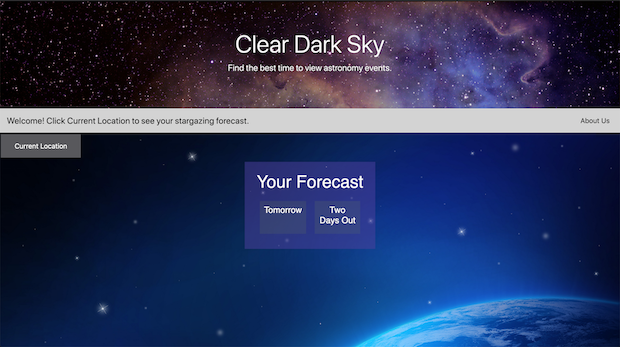 Clear Dark Sky
Find the best time to view astronomy events.
Welcome! Click Current Location to see your stargazing forecast.
About Us
Current Location
Your Forecast
Tomorrow
Two
Days Out